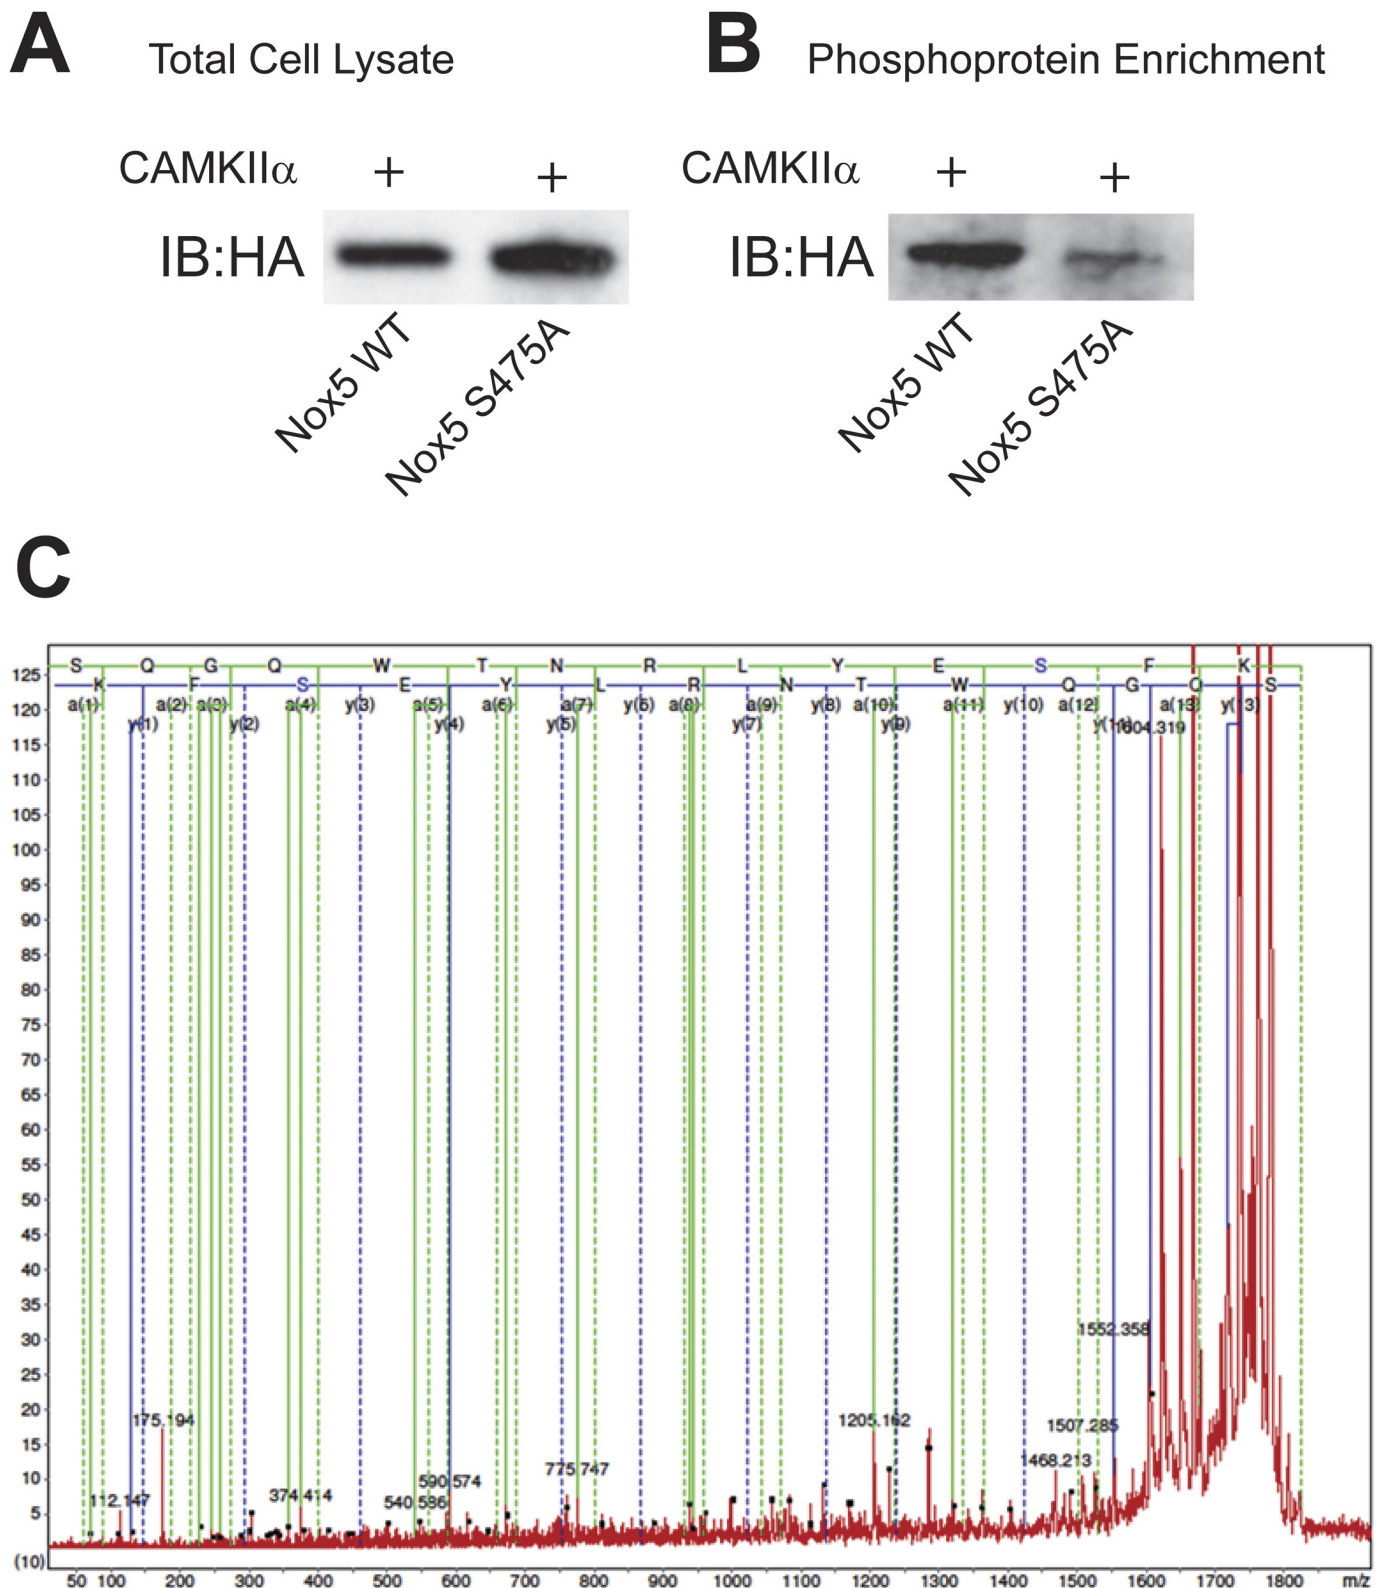 A Total Cell Lysate
B Phosphoprotein Enrichment
CAMKIIα + +
IB:HA
Nox5 WT
Nox5 S475A
CAMKIIα + +
IB:HA
Nox5 WT
Nox5 S475A
C
S Q G Q W T N R L Y E S F K
K F S E Y L R N T W Q G Q S
a(1) a(2) a(3) a(4) y(3) a(5) a(6) a(7) y(6) a(8) a(9) y(8) a(10) a(11) y(10) a(12) a(13) y(13)
y(1) y(2) y(4) y(5) y(7) y(9) y(11) 1604.319
125
120
115
110
105
100
95
90
85
80
75
70
65
60
55
50
45
40
35
30
25
20
15
10
5
(10)
1552.358
175.194
1205.162
1507.285
1468.213
775.747
590.574
374.414
540.586
112.147
50 100 200 300 400 500 600 700 800 900 1000 1100 1200 1300 1400 1500 1600 1700 1800 m/z